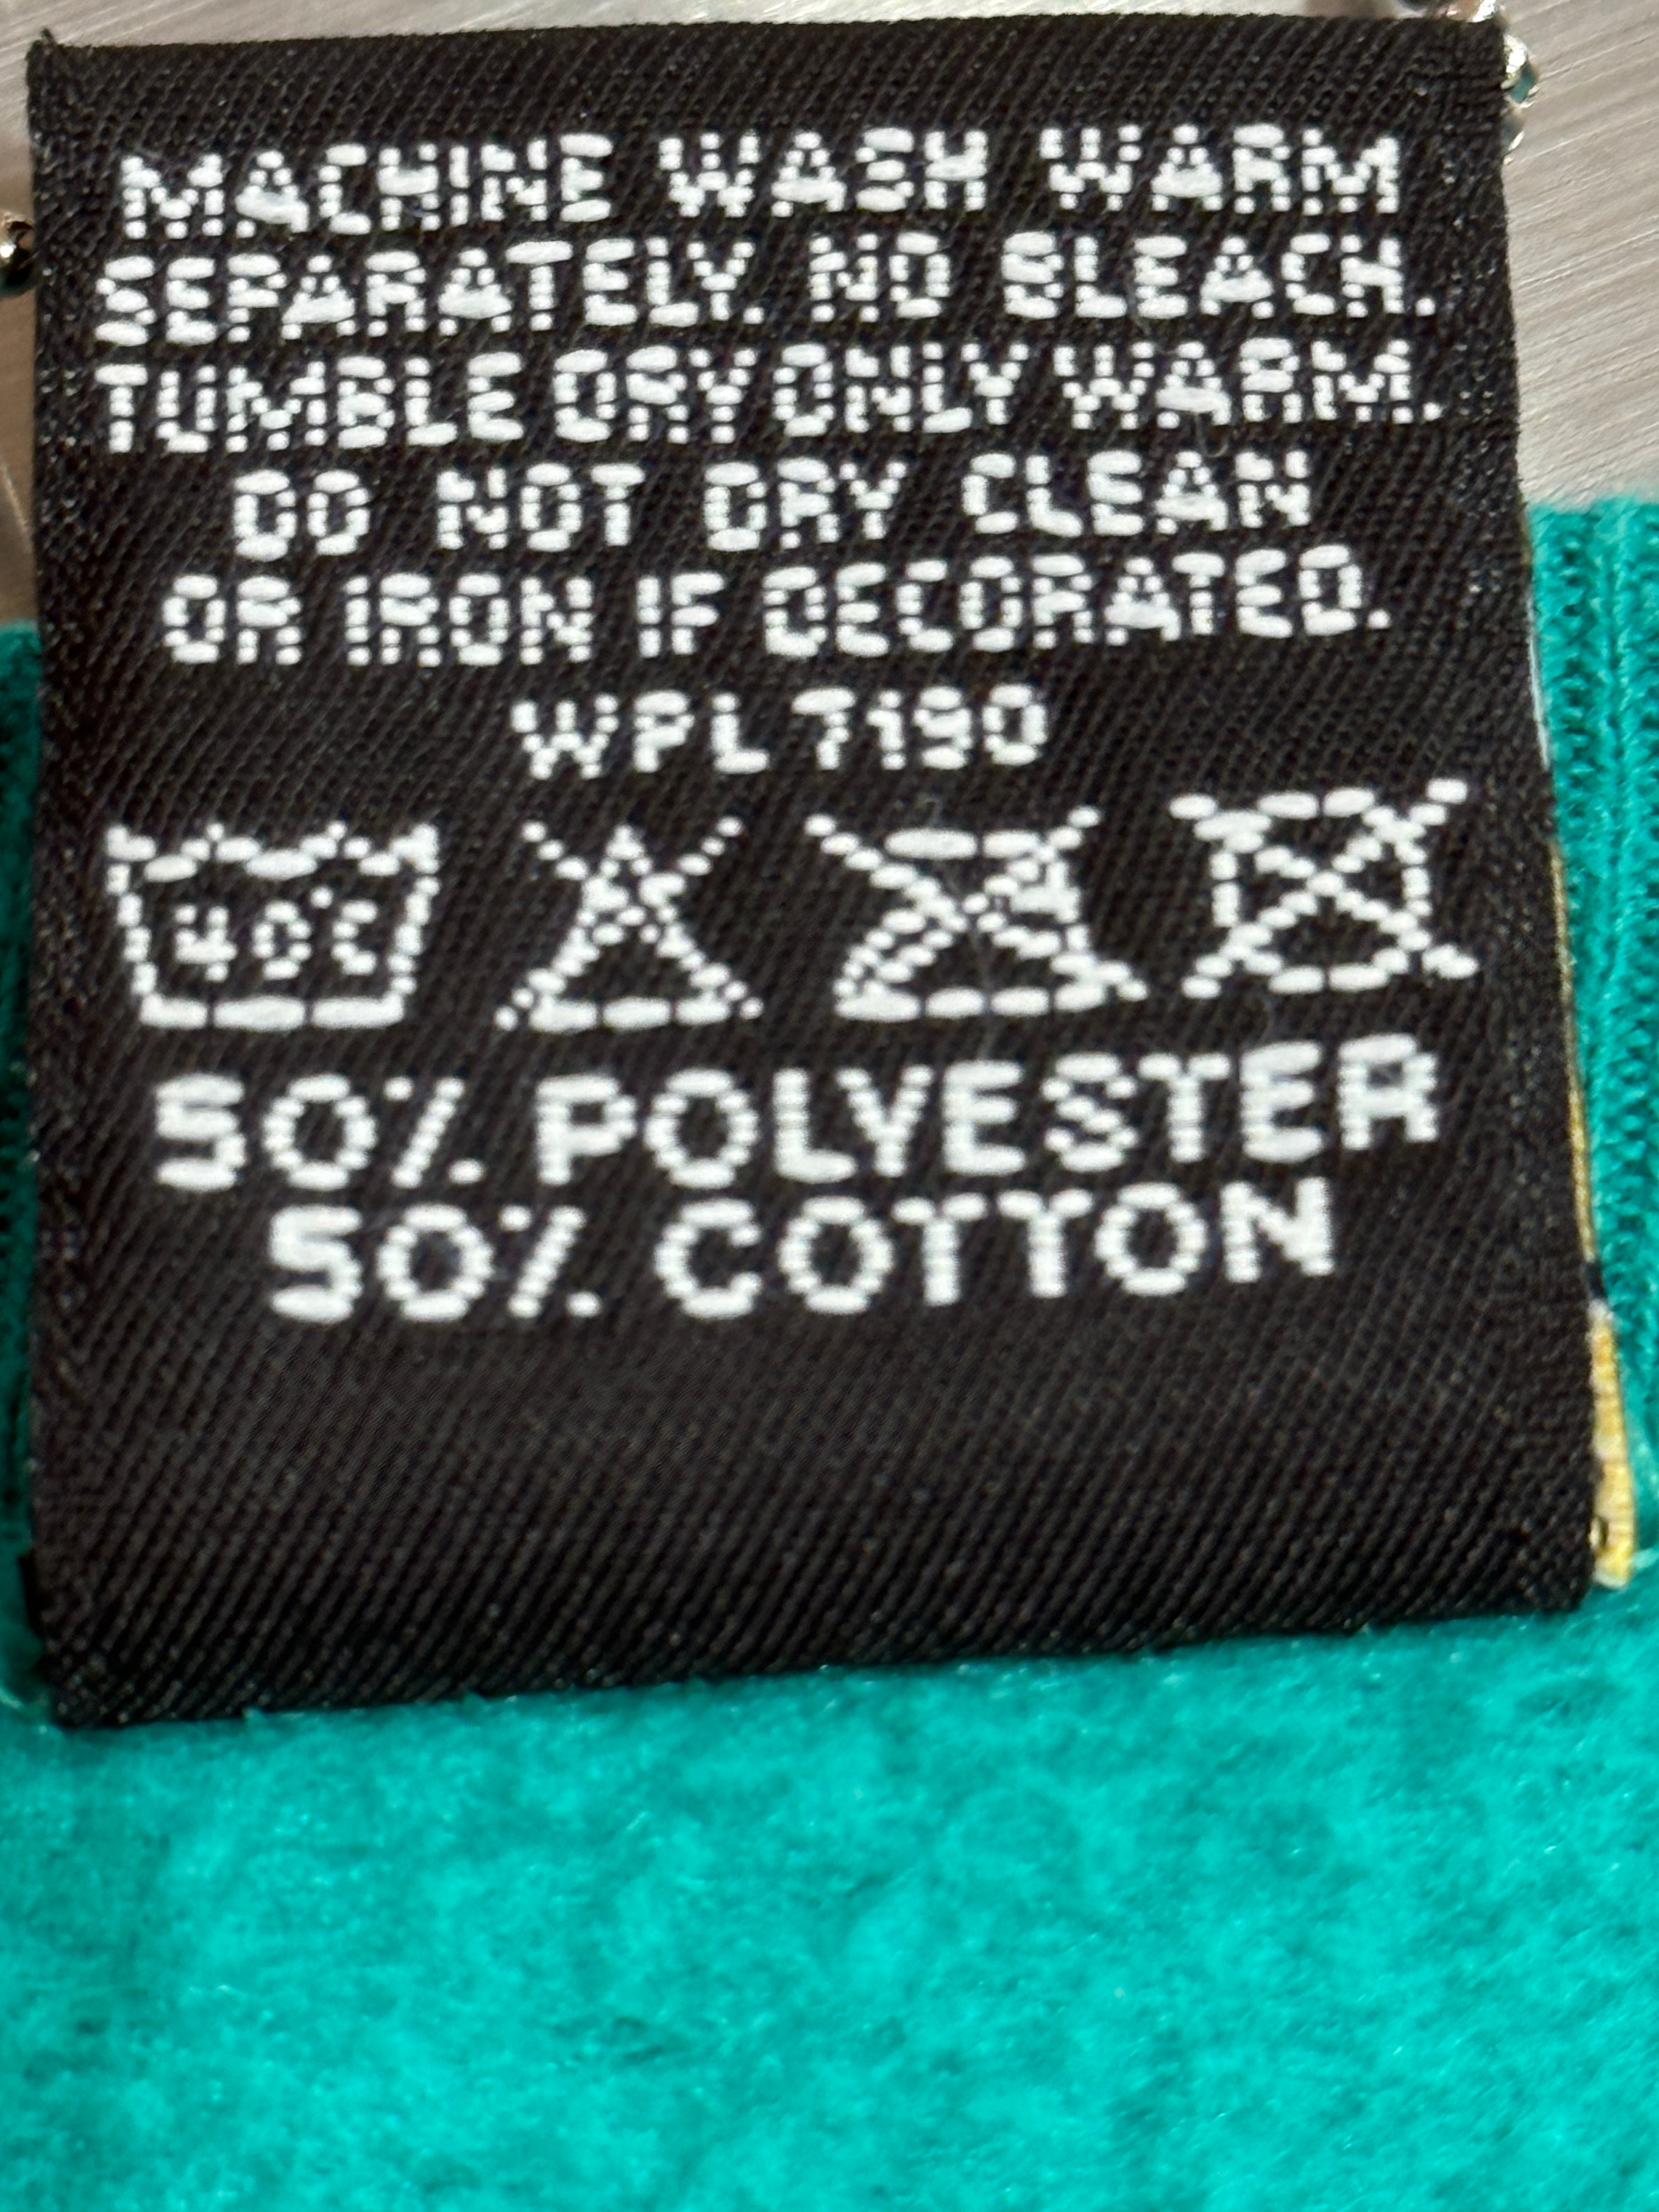 MACHINE WASH WARM
SEPARATELY. NO BLEACH.
TUMBLE DRY ONLY WARM.
DO NOT DRY CLEAN
OR IRON IF DECORATED.
WPL 7190
40°C
50% POLYESTER
50% COTTON